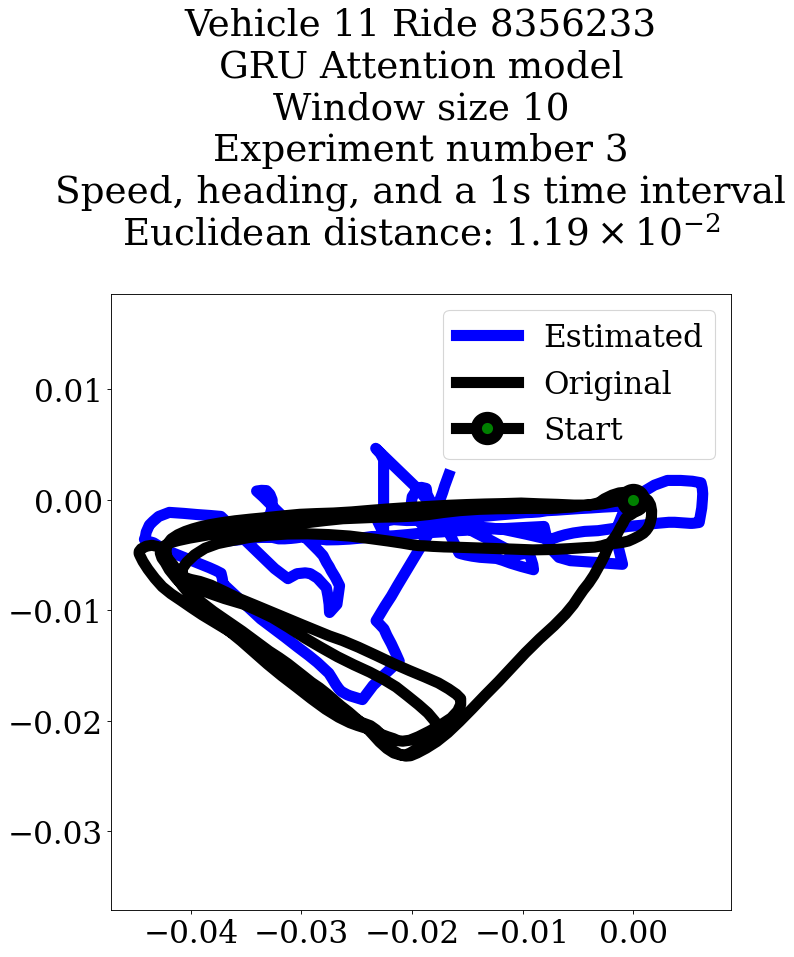 Vehicle 11 Ride 8356233
GRU Attention model
Window size 10
Experiment number 3
Speed, heading, and a 1s time interval
Euclidean distance: 1.19 × 10⁻²
Estimated
Original
Start
0.01
0.00
−0.01
−0.02
−0.03
−0.04 −0.03 −0.02 −0.01 0.00